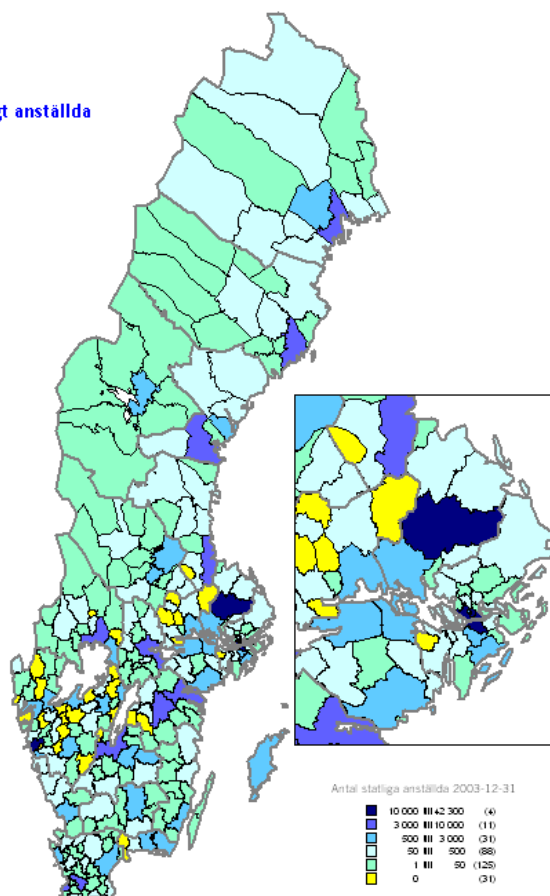 gt anställda
Antal statliga anställda 2003-12-31
10 000 42 300 (4)
3 000 10 000 (11)
500 3 000 (31)
50 500 (88)
1 50 (125)
0 (31)